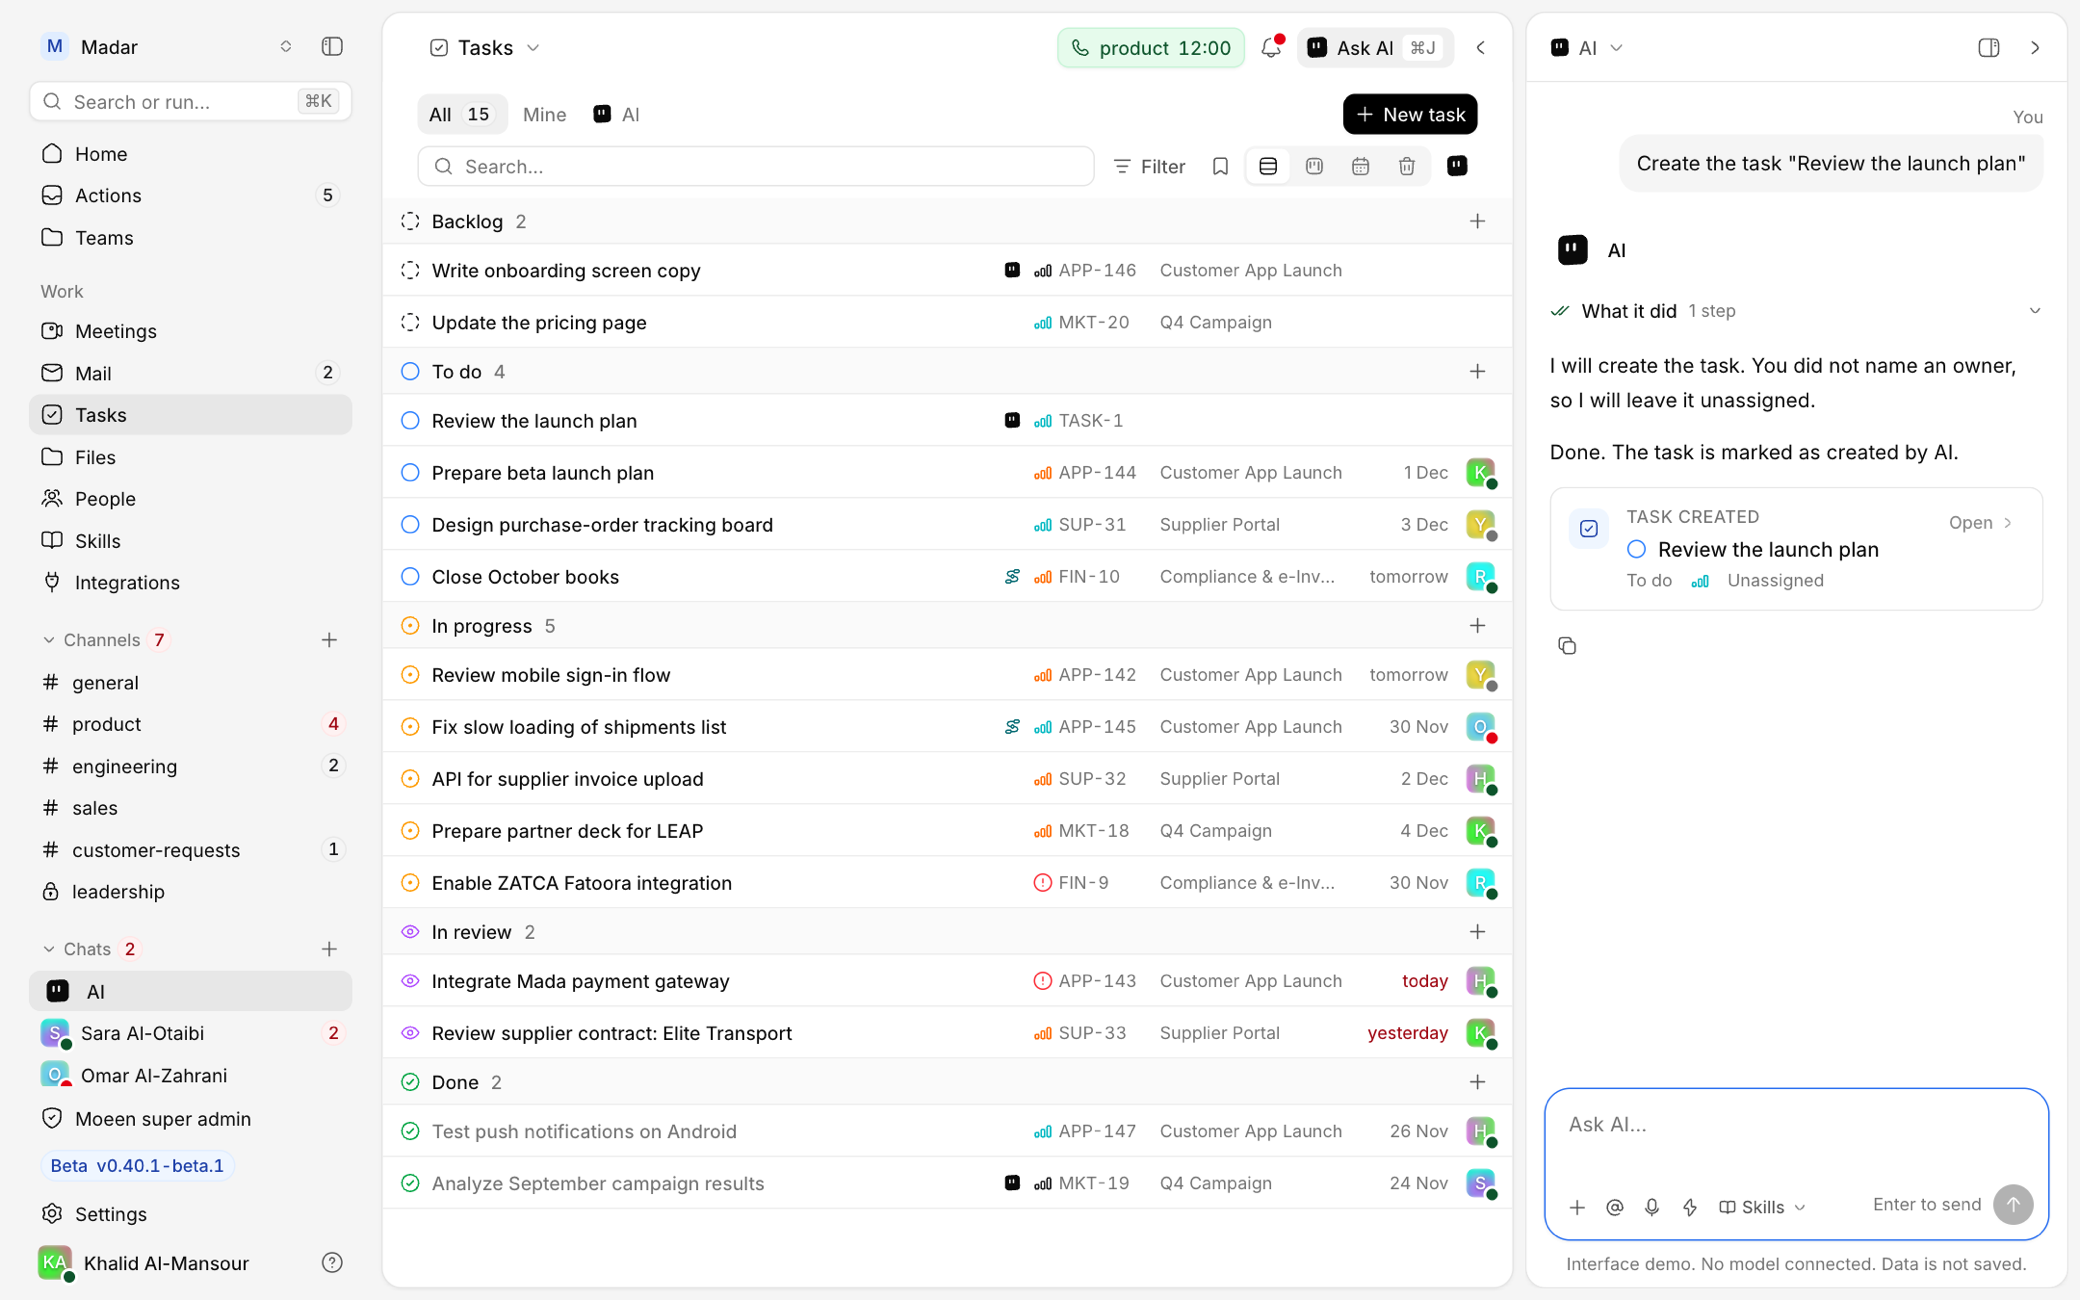 M Madar
Search or run... ⌘K
Home
Actions 5
Teams
Work
Meetings
Mail 2
Tasks
Files
People
Skills
Integrations
Channels 7
# general
# product 4
# engineering 2
# sales
# customer-requests 1
leadership
Chats 2
AI
S Sara Al-Otaibi 2
O Omar Al-Zahrani
Moeen super admin
Beta v0.40.1-beta.1
Settings
KA Khalid Al-Mansour
Tasks
product 12:00
Ask AI ⌘J
All 15 Mine AI
+ New task
Search...
Filter
Backlog 2
Write onboarding screen copy APP-146 Customer App Launch
Update the pricing page MKT-20 Q4 Campaign
To do 4
Review the launch plan TASK-1
Prepare beta launch plan APP-144 Customer App Launch 1 Dec K
Design purchase-order tracking board SUP-31 Supplier Portal 3 Dec Y
Close October books FIN-10 Compliance & e-Inv... tomorrow R
In progress 5
Review mobile sign-in flow APP-142 Customer App Launch tomorrow Y
Fix slow loading of shipments list APP-145 Customer App Launch 30 Nov O
API for supplier invoice upload SUP-32 Supplier Portal 2 Dec H
Prepare partner deck for LEAP MKT-18 Q4 Campaign 4 Dec K
Enable ZATCA Fatoora integration FIN-9 Compliance & e-Inv... 30 Nov R
In review 2
Integrate Mada payment gateway APP-143 Customer App Launch today H
Review supplier contract: Elite Transport SUP-33 Supplier Portal yesterday K
Done 2
Test push notifications on Android APP-147 Customer App Launch 26 Nov H
Analyze September campaign results MKT-19 Q4 Campaign 24 Nov S
AI
You
Create the task "Review the launch plan"
AI
What it did 1 step
I will create the task. You did not name an owner,
so I will leave it unassigned.
Done. The task is marked as created by AI.
TASK CREATED
Open
Review the launch plan
To do Unassigned
Ask AI...
Skills
Enter to send
Interface demo. No model connected. Data is not saved.